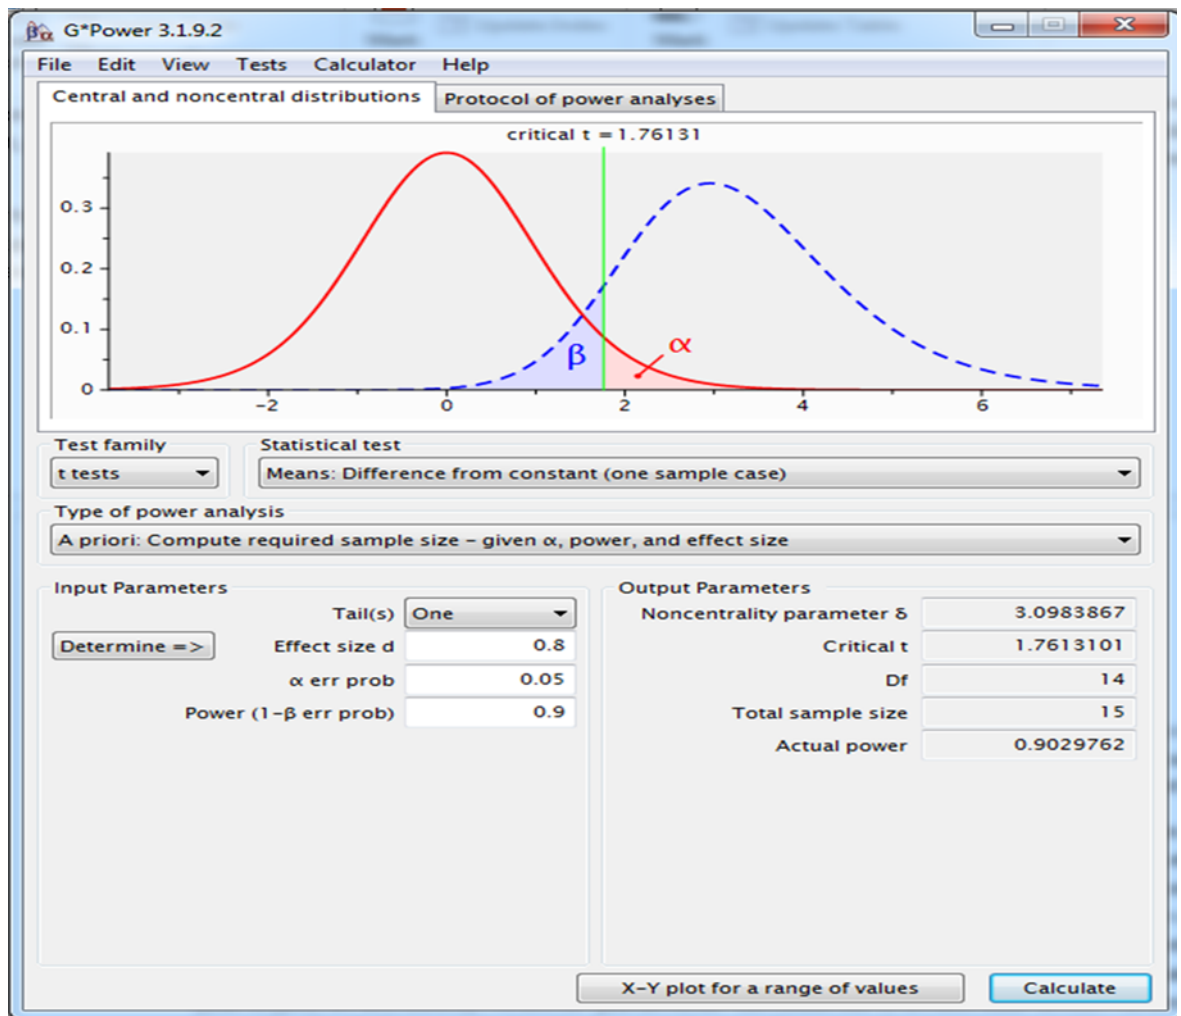 G*Power 3.1.9.2
File Edit View Tests Calculator Help
Central and noncentral distributions Protocol of power analyses
critical t = 1.76131
0.3
0.2
0.1
0
β
α
-2 0 2 4 6
Test family Statistical test
t tests Means: Difference from constant (one sample case)
Type of power analysis
A priori: Compute required sample size – given α, power, and effect size
Input Parameters Output Parameters
Tail(s) One Noncentrality parameter δ 3.0983867
Determine => Effect size d 0.8 Critical t 1.7613101
α err prob 0.05 Df 14
Power (1-β err prob) 0.9 Total sample size 15
Actual power 0.9029762
X-Y plot for a range of values Calculate